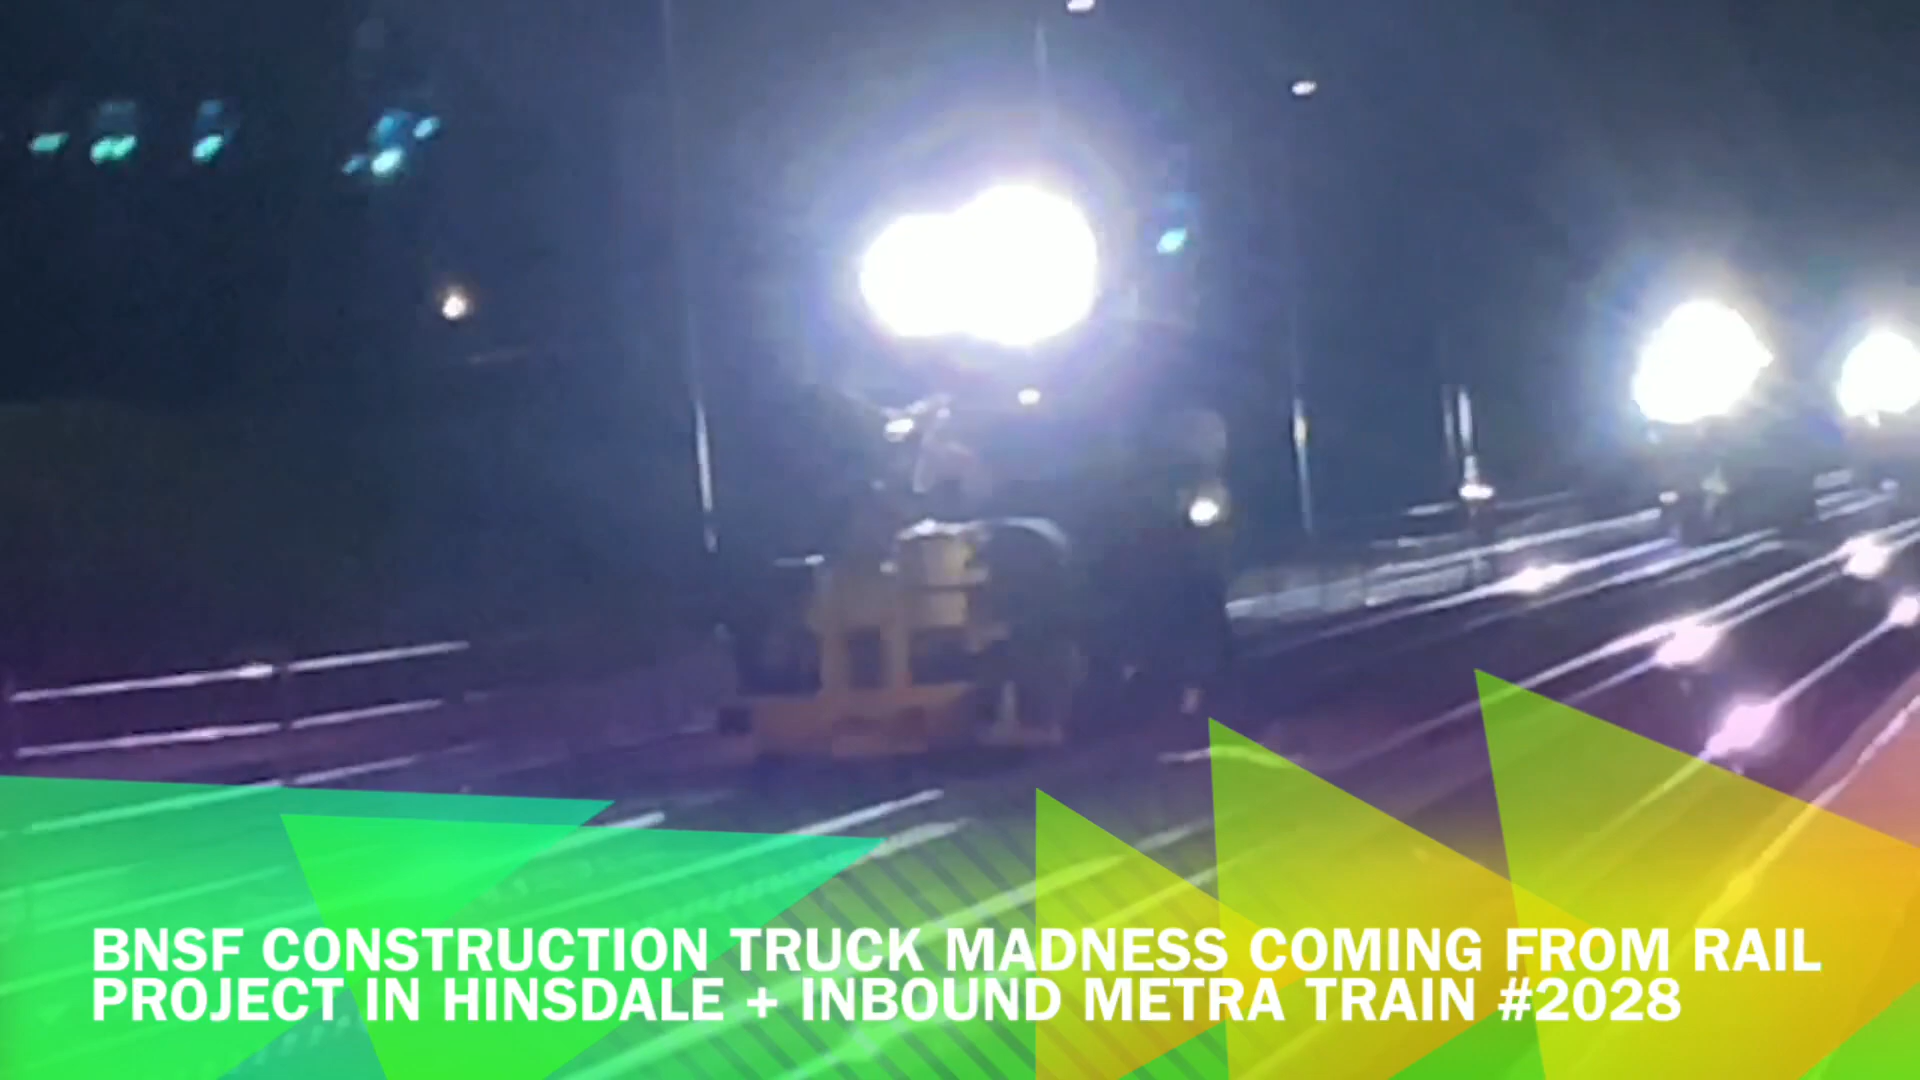 BNSF CONSTRUCTION TRUCK MADNESS COMING FROM RAIL
PROJECT IN HINSDALE + INBOUND METRA TRAIN #2028